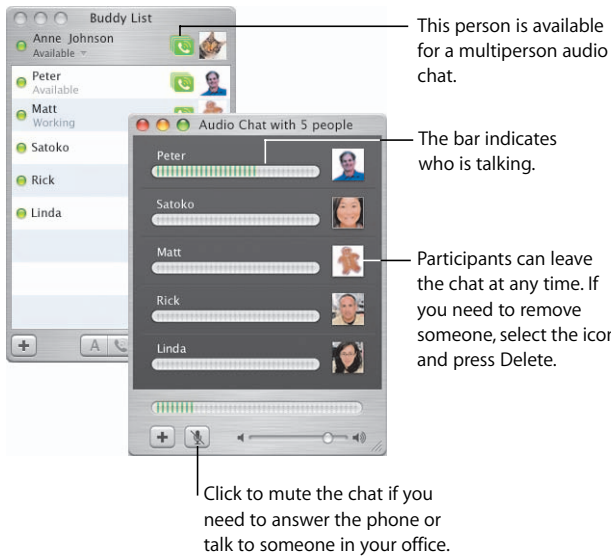 Buddy List
Anne Johnson
Available
Peter
Available
Matt
Working
Satoko
Rick
Linda
A
Audio Chat with 5 people
Peter
Satoko
Matt
Rick
Linda
This person is available
for a multiperson audio
chat.
The bar indicates
who is talking.
Participants can leave
the chat at any time. If
you need to remove
someone, select the icon
and press Delete.
Click to mute the chat if you
need to answer the phone or
talk to someone in your office.